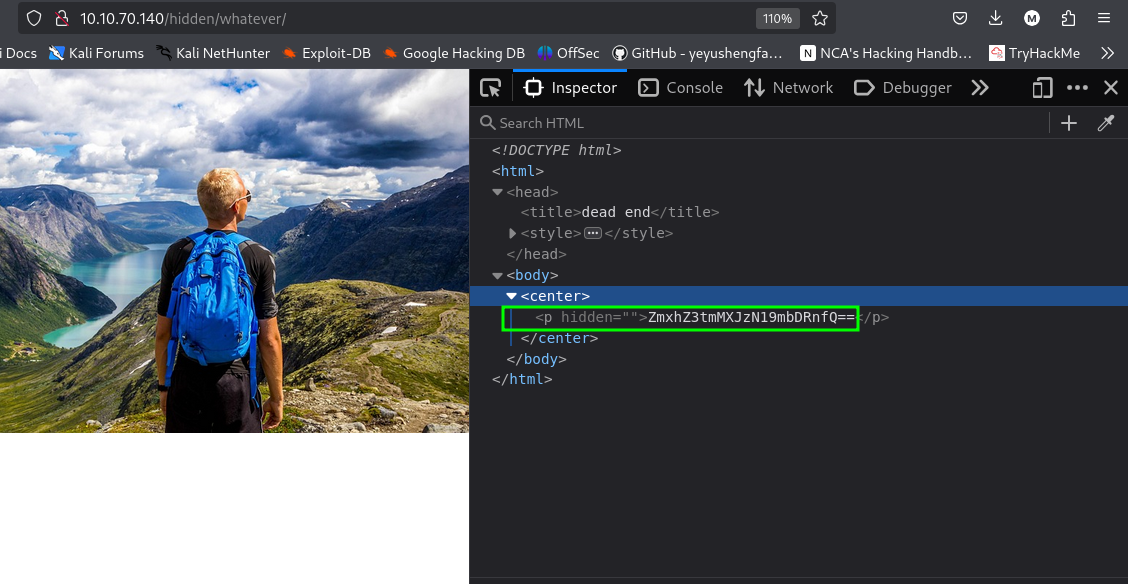 10.10.70.140/hidden/whatever/
110%
M
i Docs Kali Forums Kali NetHunter Exploit-DB Google Hacking DB OffSec GitHub - yeyushengfa… N NCA's Hacking Handb… TryHackMe
Inspector Console Network Debugger
Search HTML
<!DOCTYPE html>
<html>
<head>
<title>dead end</title>
<style></style>
</head>
<body>
<center>
<p hidden="">ZmxhZ3tmMXJzN19mbDRnfQ==</p>
</center>
</body>
</html>